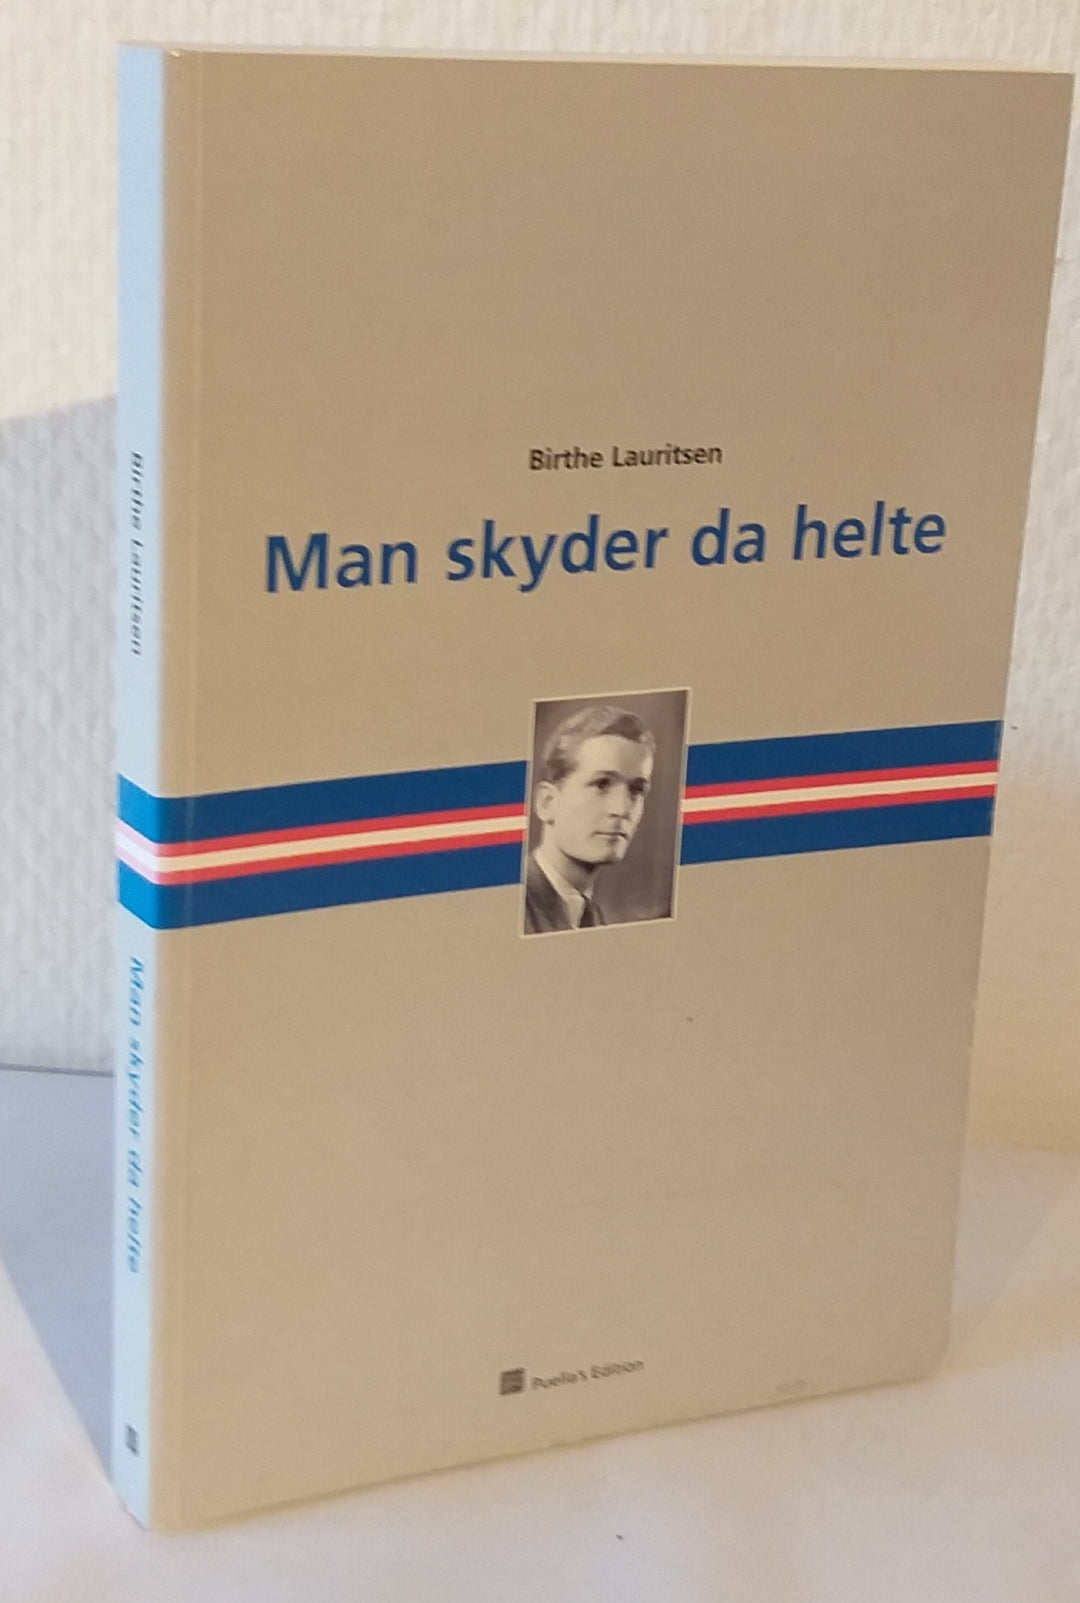 Birthe Lauritsen
Man skyder da helte
Puella's Edition
Birthe Lauritsen
Man skyder da helte